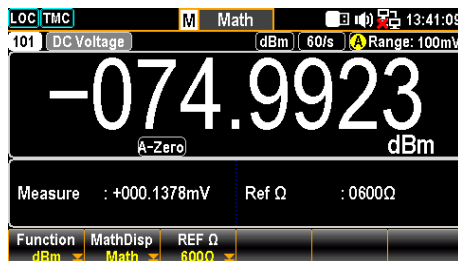 LOC TMC M Math 13:41:09
101 DC Voltage dBm 60/s A Range: 100mV
-074.9923
A-Zero dBm
Measure : +000.1378mV Ref Ω : 0600Ω
Function MathDisp REF Ω
dBm Math 600Ω